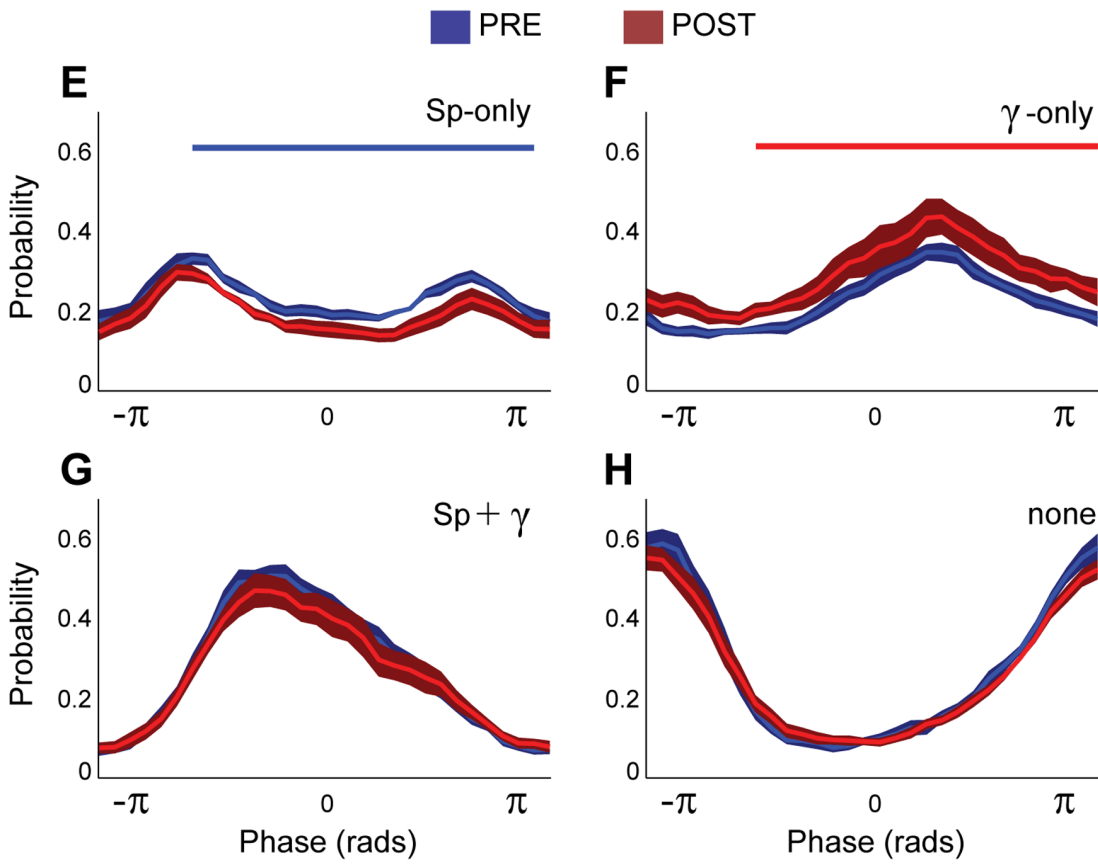 PRE POST
E F
Sp-only γ-only
0.6 0.6
0.4 0.4
0.2 0.2
0 0
Probability
-π 0 π -π 0 π
G H
Sp + γ none
0.6 0.6
0.4 0.4
0.2 0.2
0 0
Probability
-π 0 π -π 0 π
Phase (rads) Phase (rads)